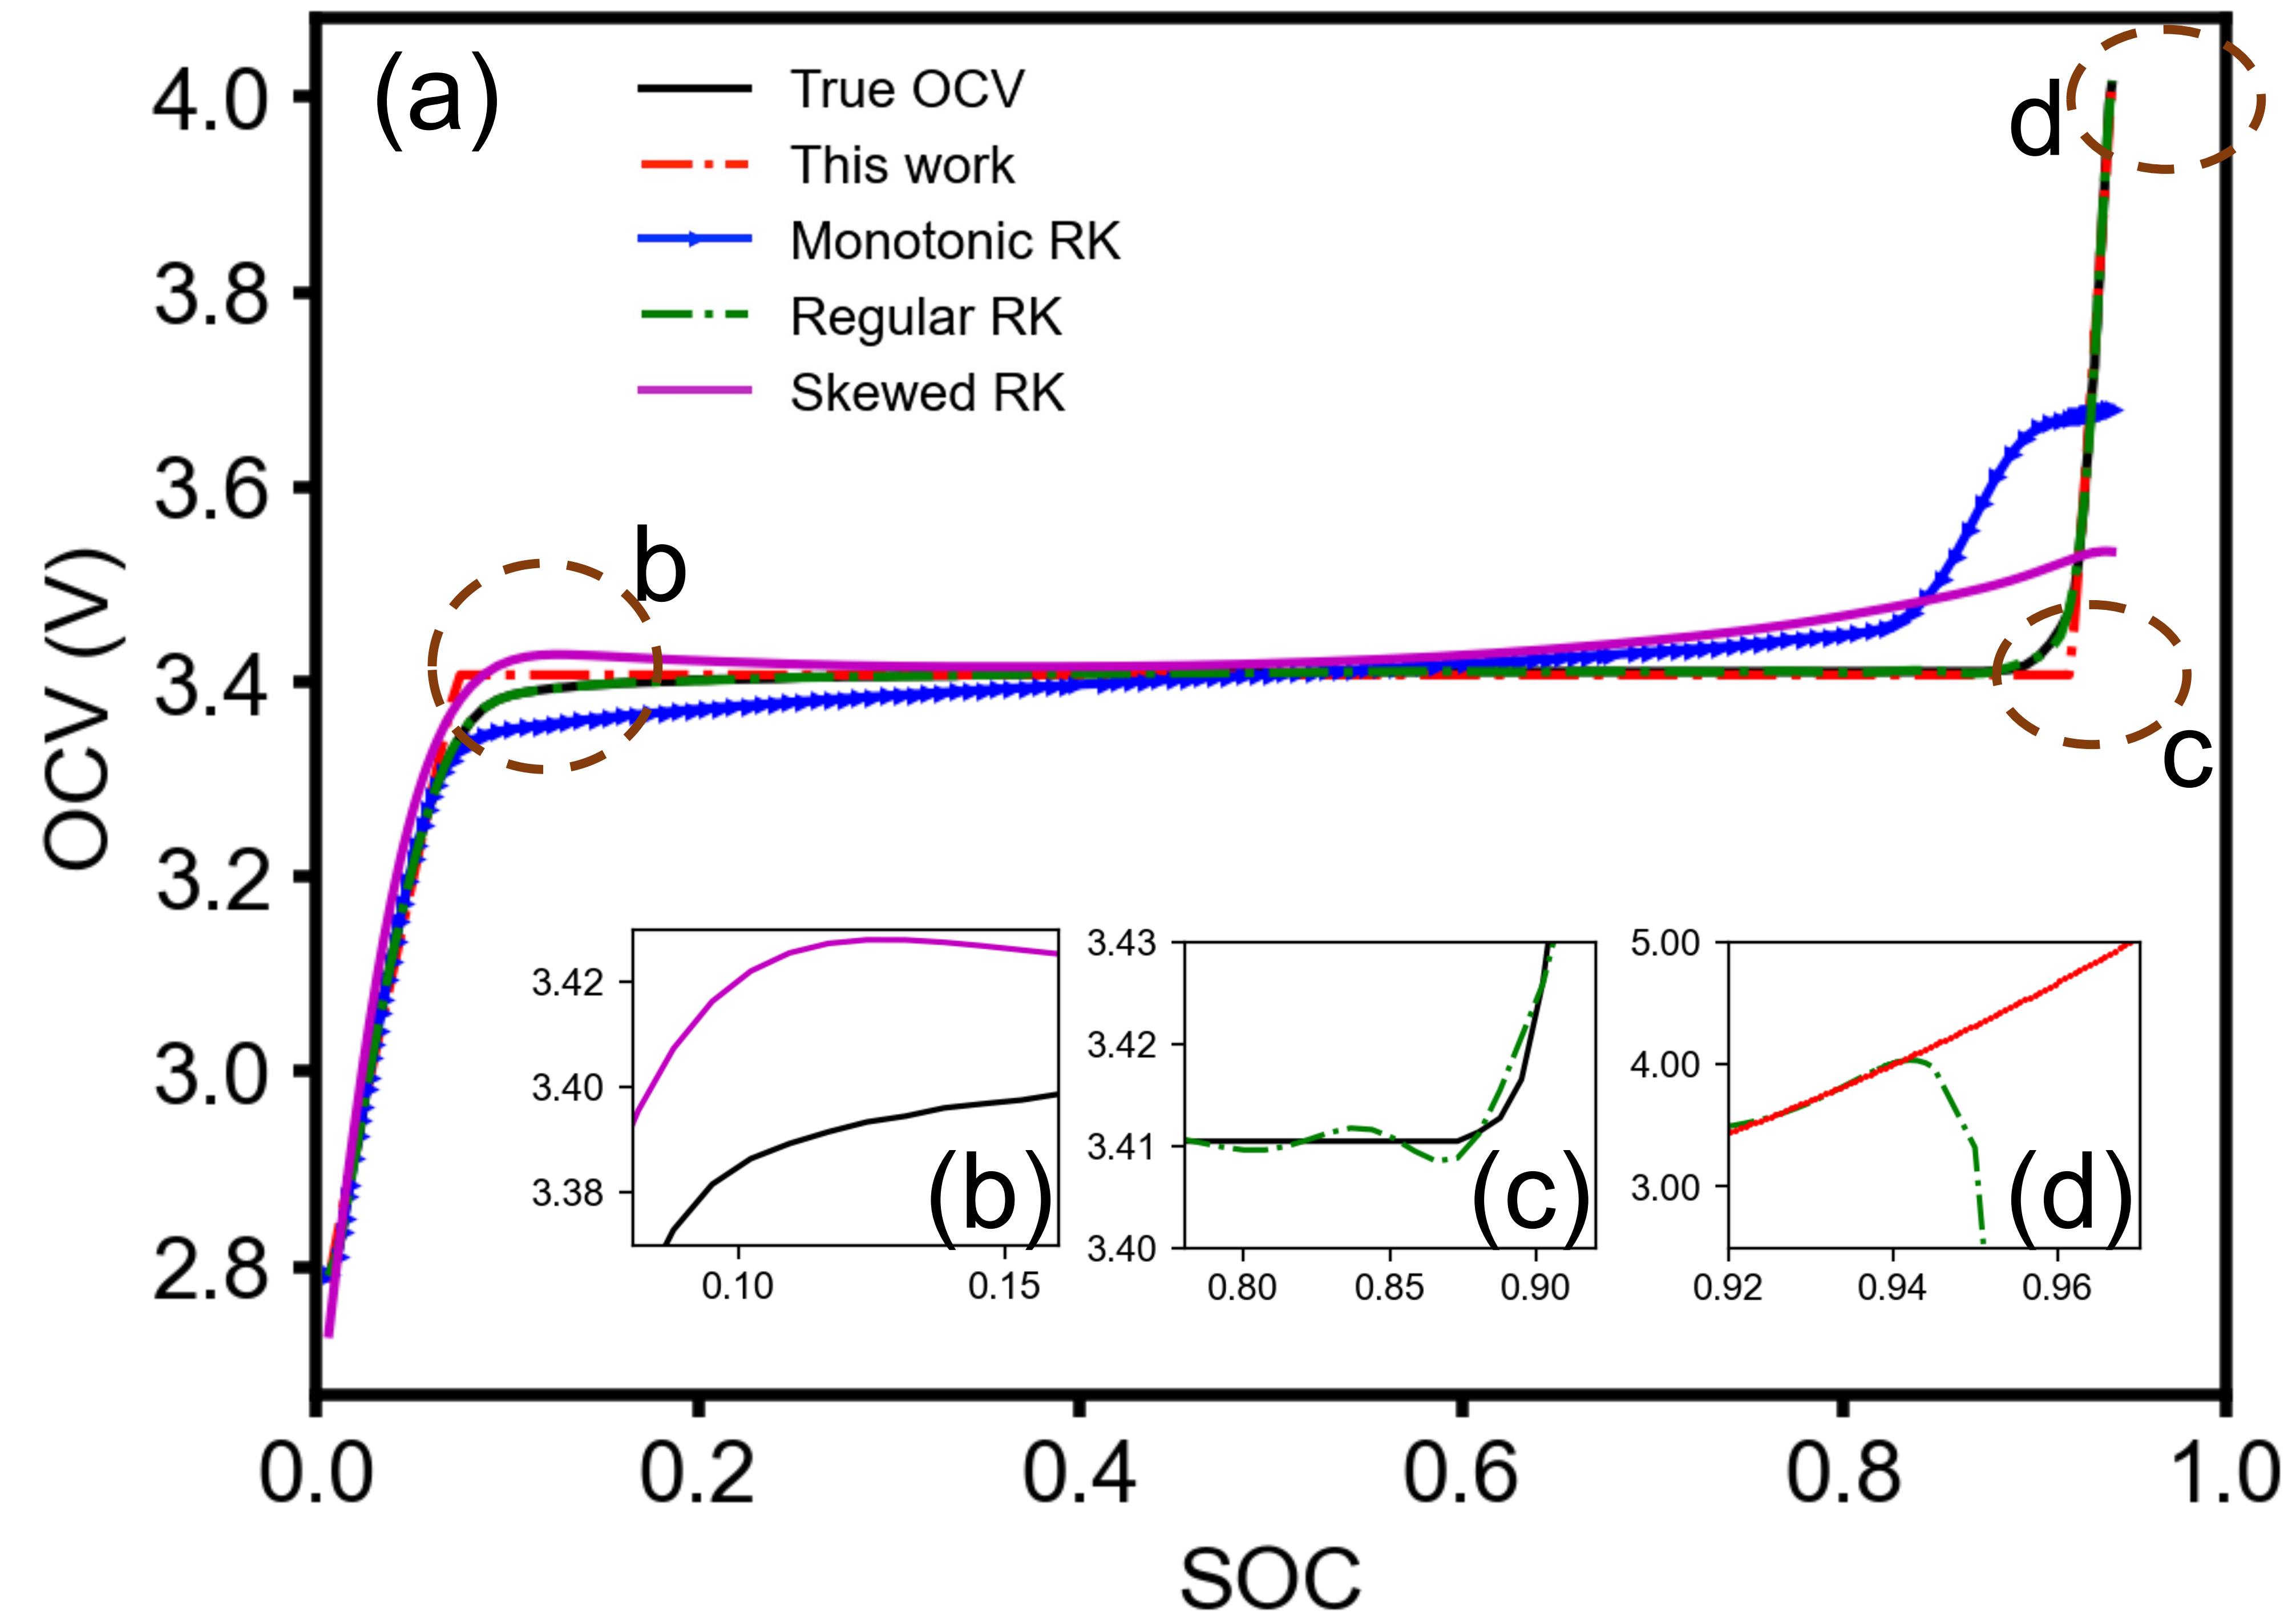 (a)
True OCV
This work
Monotonic RK
Regular RK
Skewed RK
4.0
3.8
3.6
3.4
3.2
3.0
2.8
OCV (V)
b
c
d
3.42
3.40
3.38
0.10
0.15
(b)
3.43
3.42
3.41
3.40
0.80
0.85
0.90
(c)
5.00
4.00
3.00
0.92
0.94
0.96
(d)
0.0
0.2
0.4
0.6
0.8
1.0
SOC